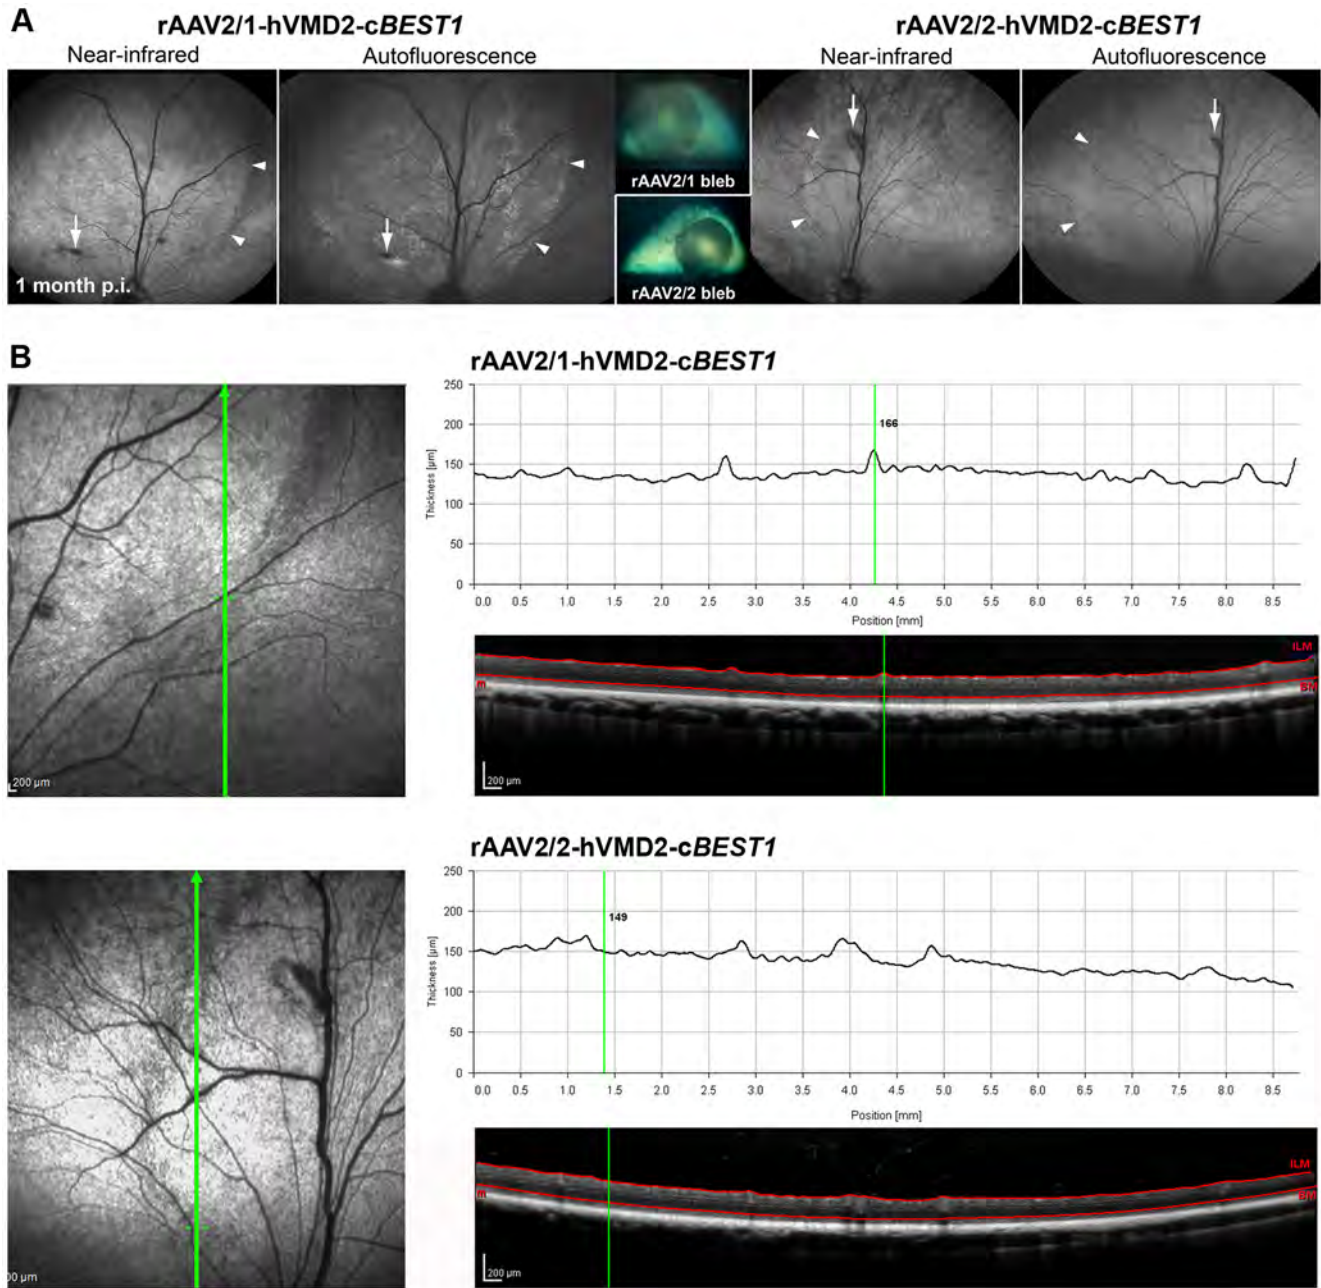 A
rAAV2/1-hVMD2-cBEST1
rAAV2/2-hVMD2-cBEST1
Near-infrared
Autofluorescence
Near-infrared
Autofluorescence
rAAV2/1 bleb
rAAV2/2 bleb
1 month p.i.
B
rAAV2/1-hVMD2-cBEST1
250
200
150
100
50
0
Thickness [µm]
166
0.0 0.5 1.0 1.5 2.0 2.5 3.0 3.5 4.0 4.5 5.0 5.5 6.0 6.5 7.0 7.5 8.0 8.5
Position [mm]
ILM
BM
200 µm
200 µm
rAAV2/2-hVMD2-cBEST1
250
200
150
100
50
0
Thickness [µm]
149
0.0 0.5 1.0 1.5 2.0 2.5 3.0 3.5 4.0 4.5 5.0 5.5 6.0 6.5 7.0 7.5 8.0 8.5
Position [mm]
ILM
BM
00 µm
200 µm